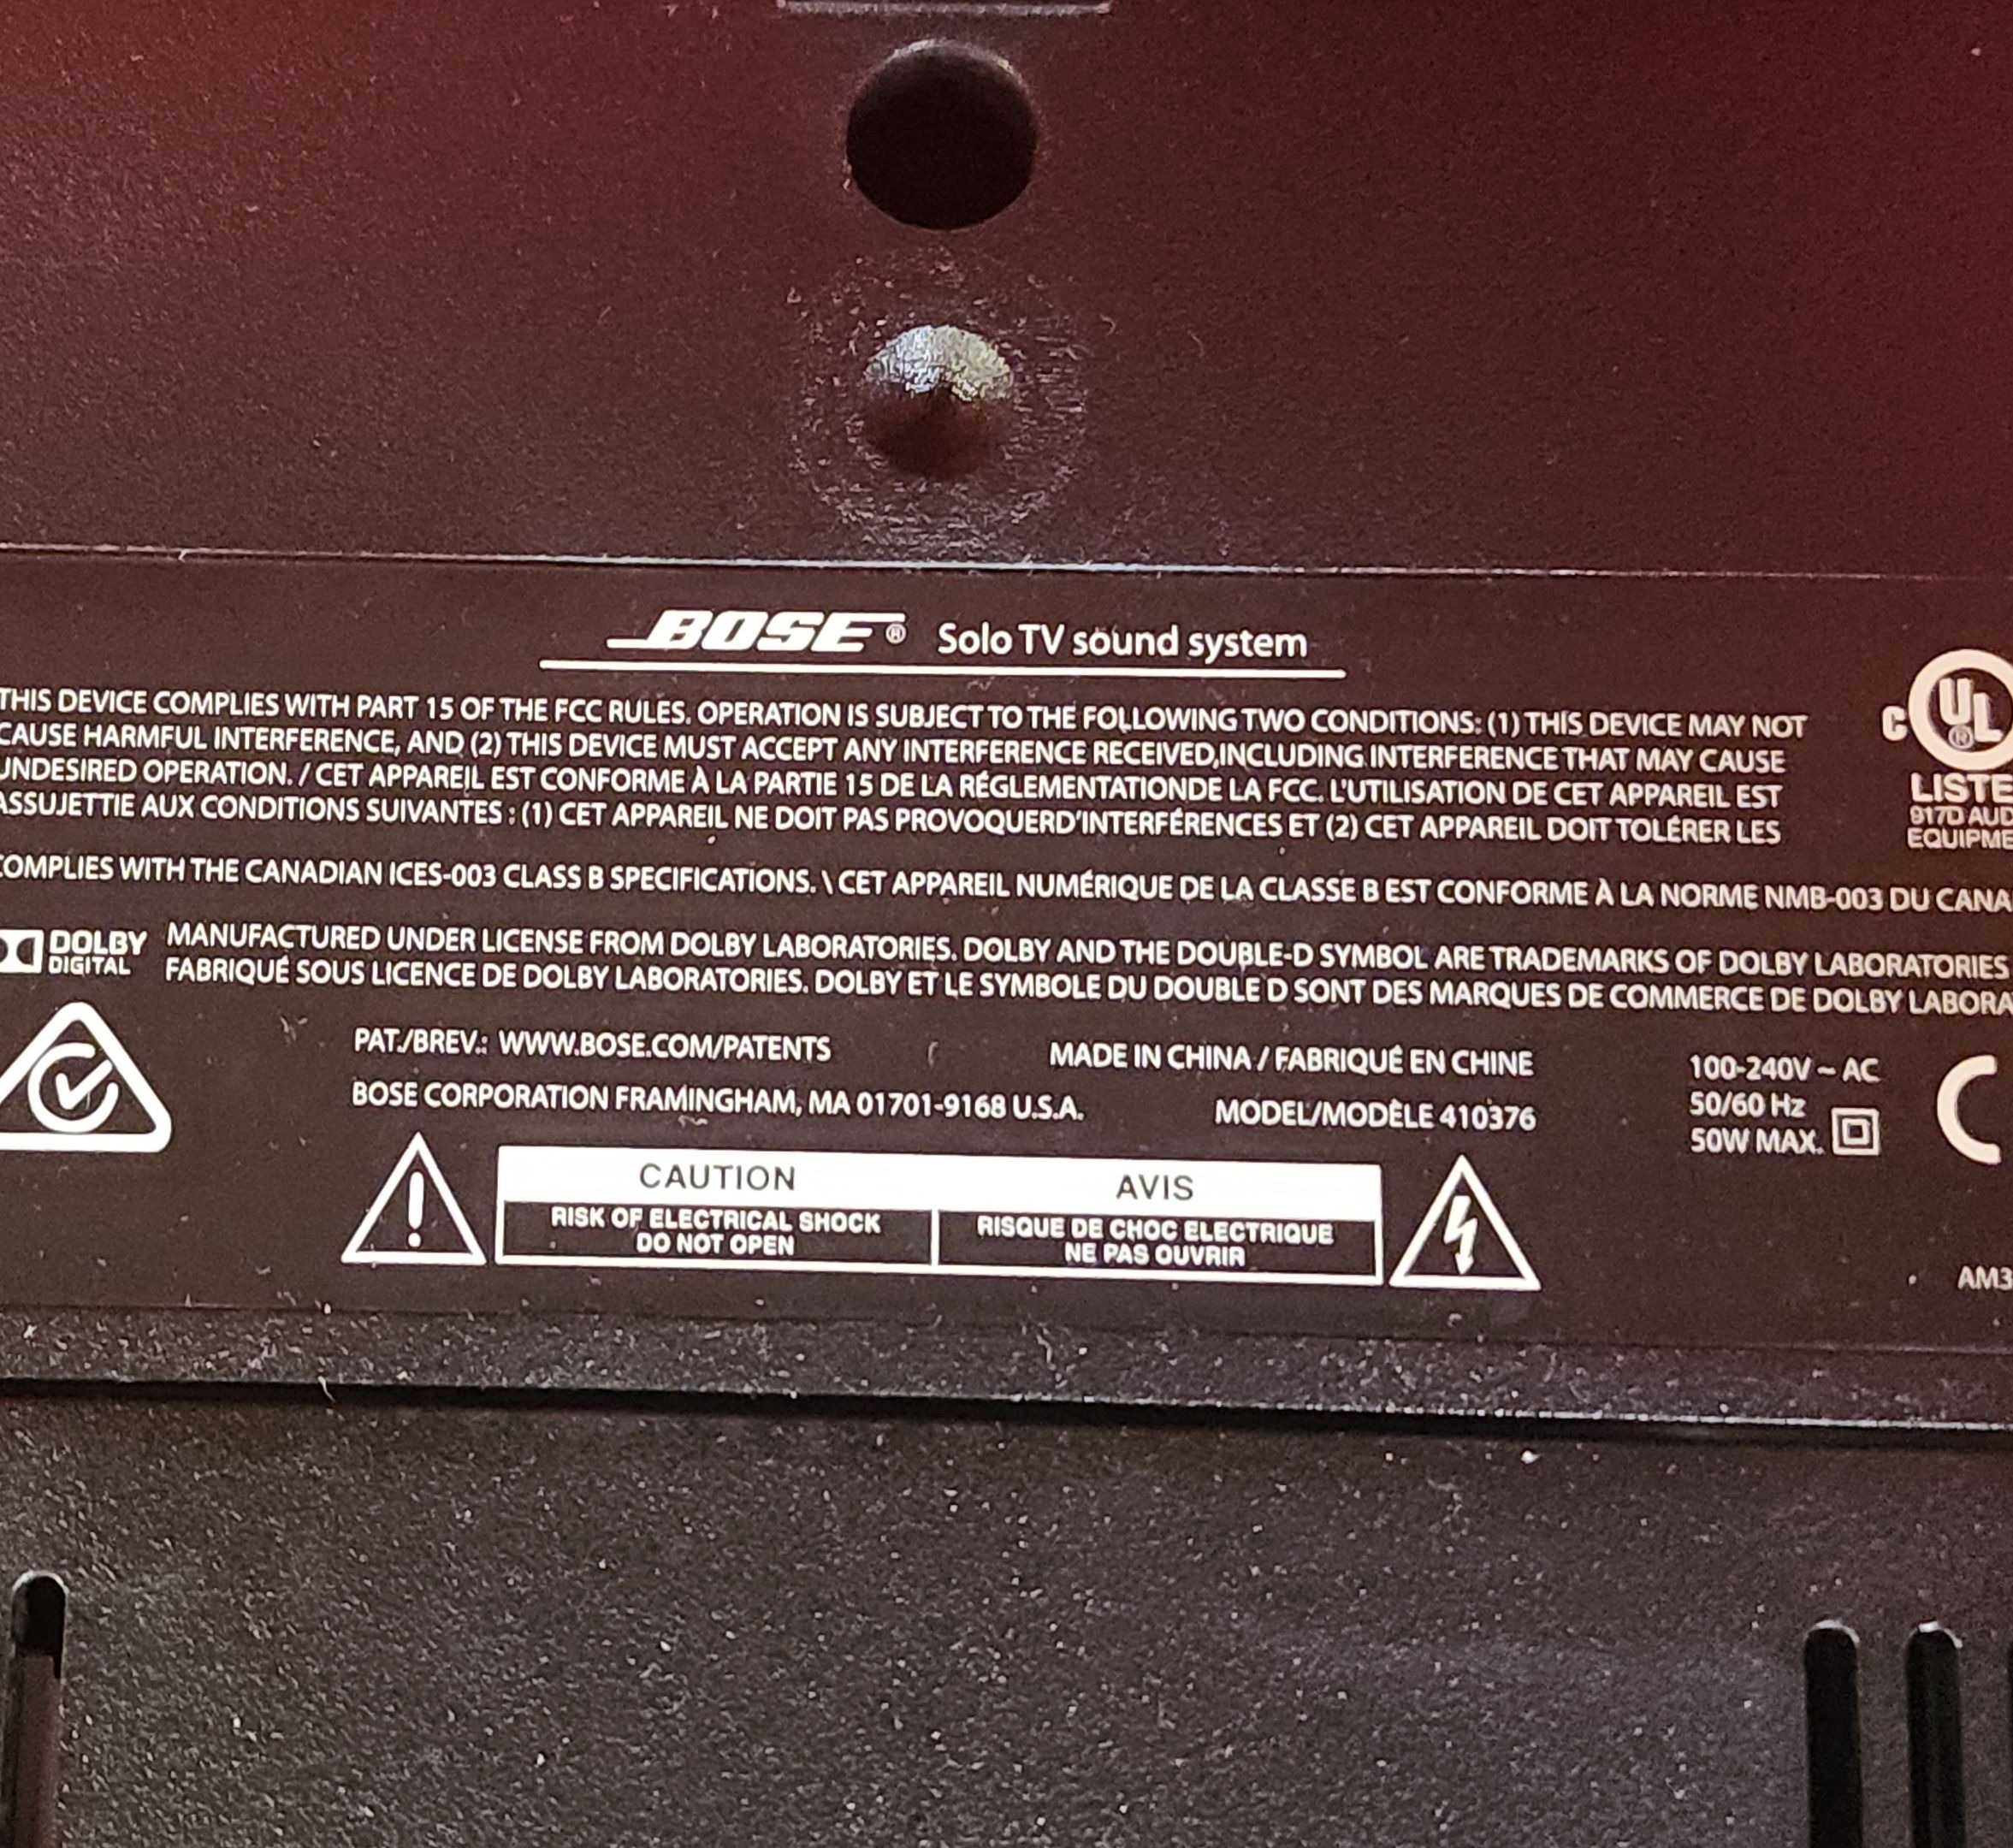 BOSE® Solo TV sound system
THIS DEVICE COMPLIES WITH PART 15 OF THE FCC RULES. OPERATION IS SUBJECT TO THE FOLLOWING TWO CONDITIONS: (1) THIS DEVICE MAY NOT
CAUSE HARMFUL INTERFERENCE, AND (2) THIS DEVICE MUST ACCEPT ANY INTERFERENCE RECEIVED,INCLUDING INTERFERENCE THAT MAY CAUSE
UNDESIRED OPERATION. / CET APPAREIL EST CONFORME À LA PARTIE 15 DE LA RÉGLEMENTATIONDE LA FCC. L'UTILISATION DE CET APPAREIL EST
ASSUJETTIE AUX CONDITIONS SUIVANTES : (1) CET APPAREIL NE DOIT PAS PROVOQUERD'INTERFÉRENCES ET (2) CET APPAREIL DOIT TOLÉRER LES
C UL ®
LISTE
917D AUD
EQUIPME
COMPLIES WITH THE CANADIAN ICES-003 CLASS B SPECIFICATIONS. \ CET APPAREIL NUMÉRIQUE DE LA CLASSE B EST CONFORME À LA NORME NMB-003 DU CANA
DOLBY
DIGITAL
MANUFACTURED UNDER LICENSE FROM DOLBY LABORATORIES. DOLBY AND THE DOUBLE-D SYMBOL ARE TRADEMARKS OF DOLBY LABORATORIES
FABRIQUÉ SOUS LICENCE DE DOLBY LABORATORIES. DOLBY ET LE SYMBOLE DU DOUBLE D SONT DES MARQUES DE COMMERCE DE DOLBY LABORA
PAT./BREV.: WWW.BOSE.COM/PATENTS
MADE IN CHINA / FABRIQUÉ EN CHINE
BOSE CORPORATION FRAMINGHAM, MA 01701-9168 U.S.A.
MODEL/MODÈLE 410376
100-240V ~ AC
50/60 Hz
50W MAX.
C
CAUTION
RISK OF ELECTRICAL SHOCK
DO NOT OPEN
AVIS
RISQUE DE CHOC ELECTRIQUE
NE PAS OUVRIR
AM3